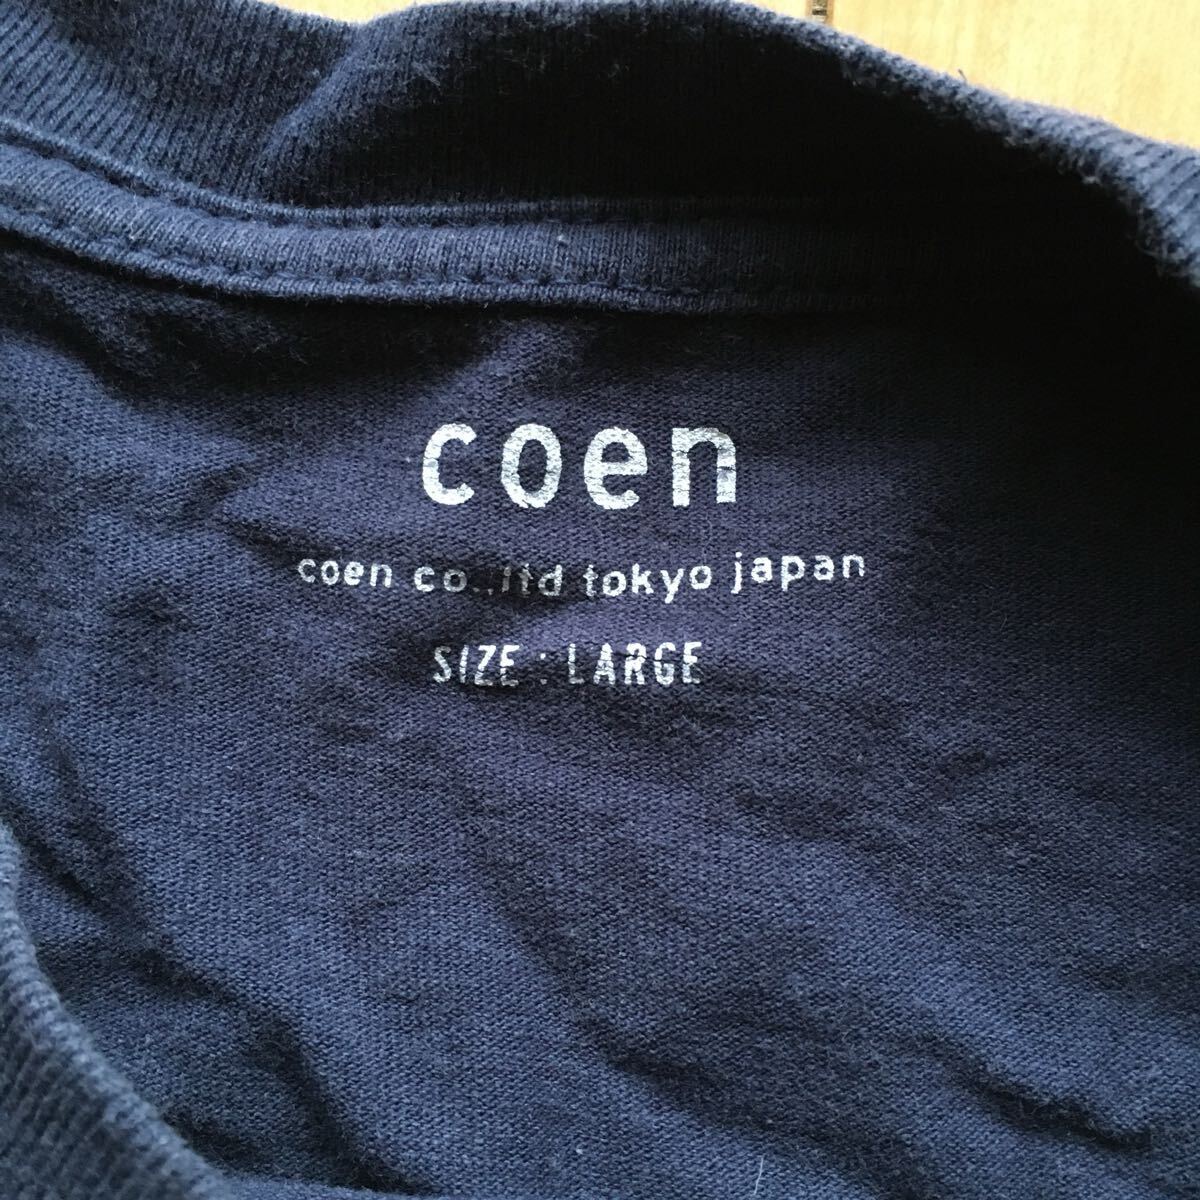 coen
coen co.,ltd tokyo japan
SIZE : LARGE